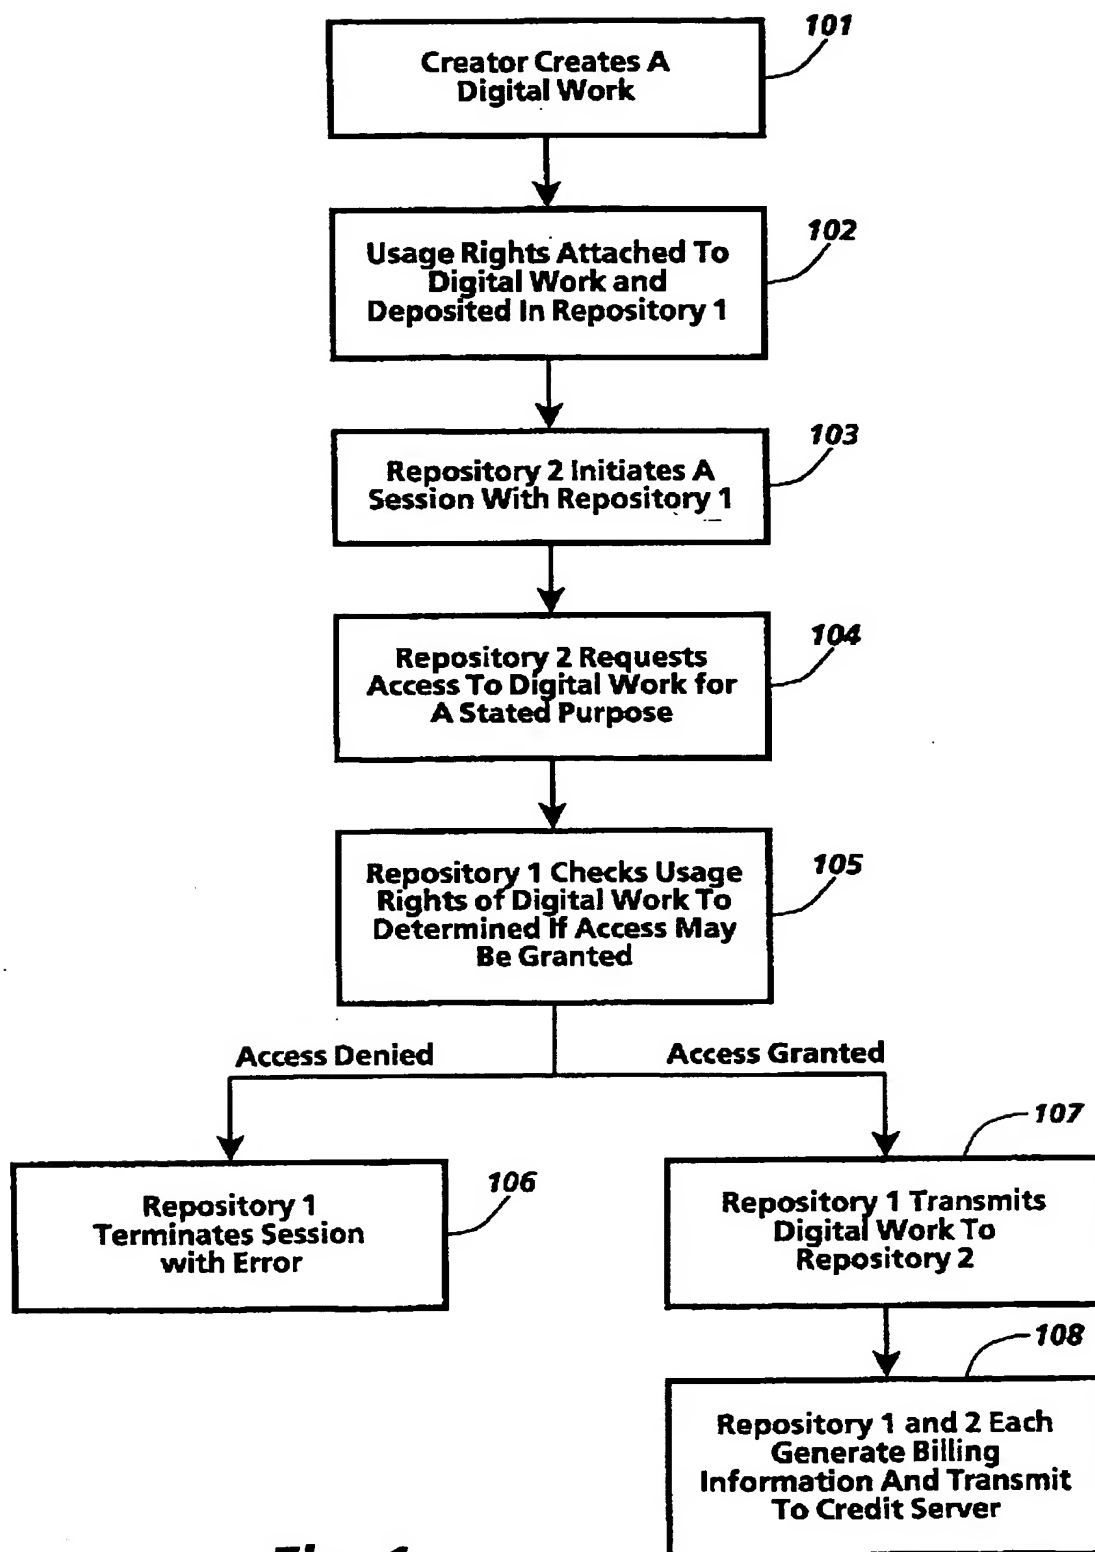 101
Creator Creates A
Digital Work
102
Usage Rights Attached To
Digital Work and
Deposited In Repository 1
103
Repository 2 Initiates A
Session With Repository 1
104
Repository 2 Requests
Access To Digital Work for
A Stated Purpose
105
Repository 1 Checks Usage
Rights of Digital Work To
Determined If Access May
Be Granted
Access Denied
Access Granted
106
Repository 1
Terminates Session
with Error
107
Repository 1 Transmits
Digital Work To
Repository 2
108
Repository 1 and 2 Each
Generate Billing
Information And Transmit
To Credit Server